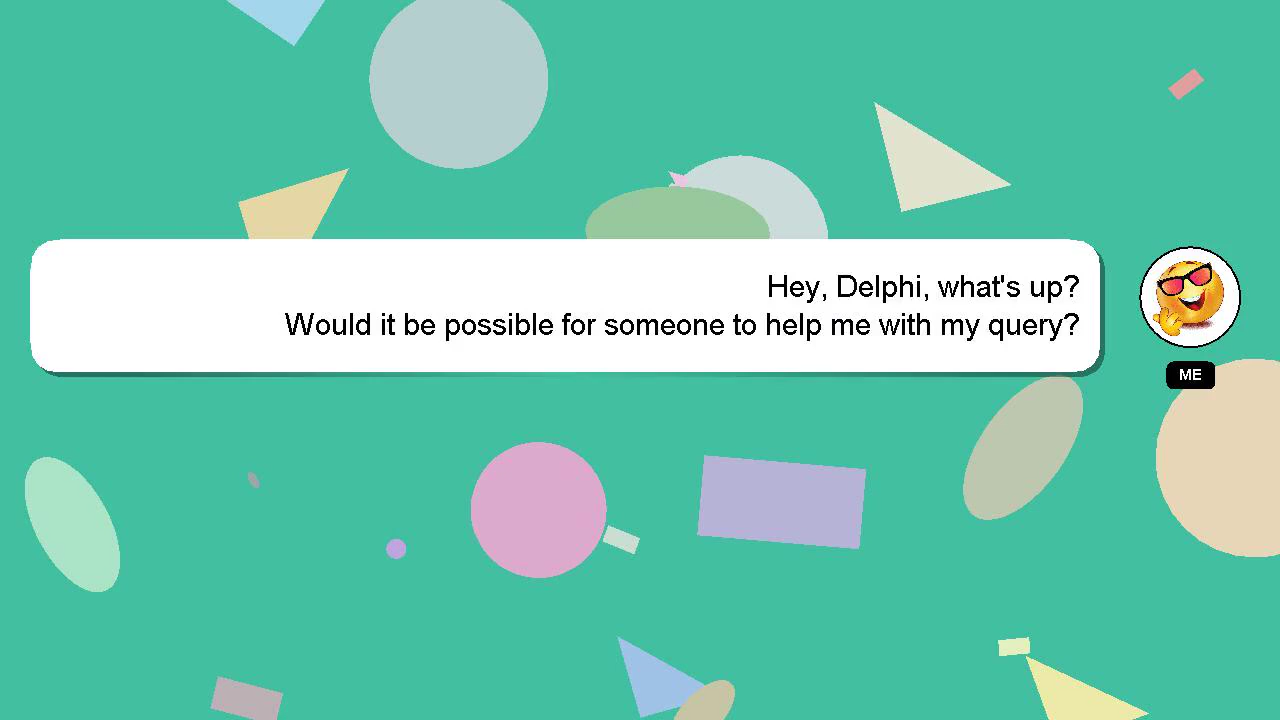 Hey, Delphi, what's up?
Would it be possible for someone to help me with my query?
ME